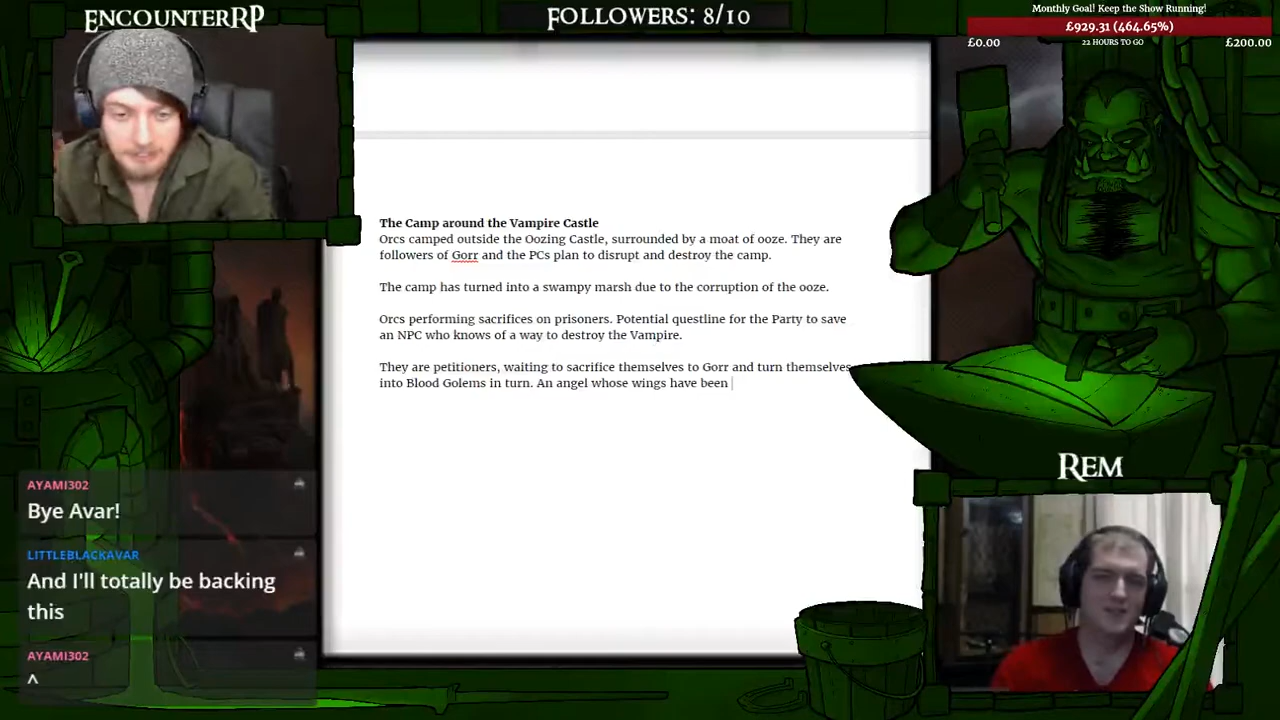 ENCOUNTERRP
FOLLOWERS: 8/10
Monthly Goal! Keep the Show Running!
£929.31 (464.65%)
£0.00
22 HOURS TO GO
£200.00
The Camp around the Vampire Castle
Orcs camped outside the Oozing Castle, surrounded by a moat of ooze. They are
followers of Gorr and the PCs plan to disrupt and destroy the camp.
The camp has turned into a swampy marsh due to the corruption of the ooze.
Orcs performing sacrifices on prisoners. Potential questline for the Party to save
an NPC who knows of a way to destroy the Vampire.
They are petitioners, waiting to sacrifice themselves to Gorr and turn themselves
into Blood Golems in turn. An angel whose wings have been
AYAMI302
Bye Avar!
LITTLEBLACKAVAR
And I'll totally be backing
this
AYAMI302
^
REM